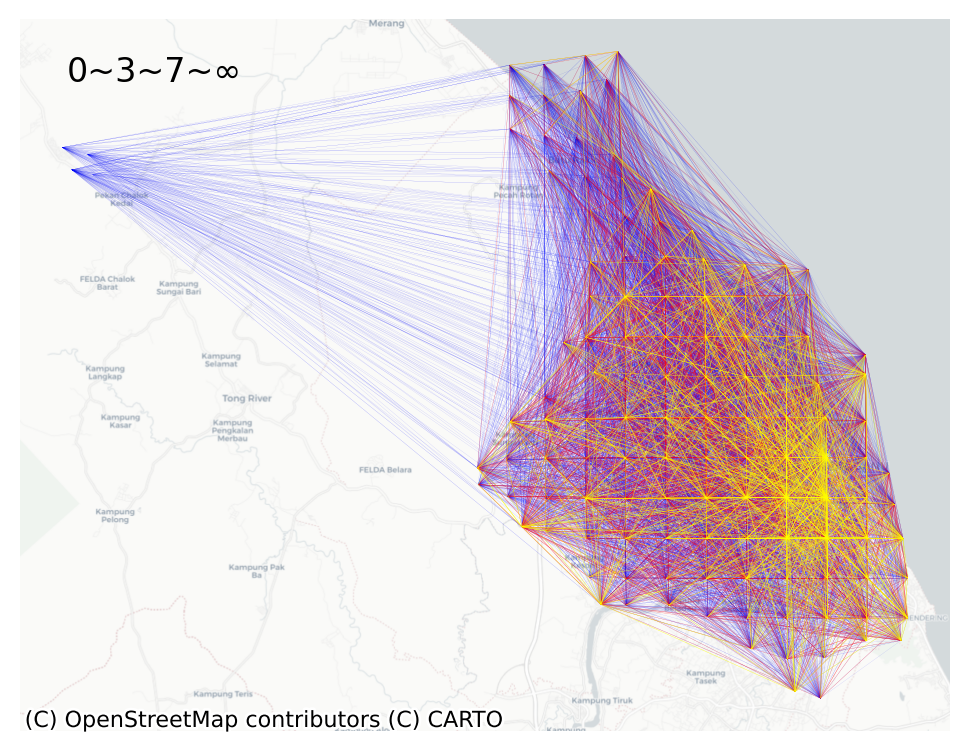 Merang
0~3~7~∞
Pekan Chalok
Kedai
Kampung
FELDA Chalok
Barat
Kampung
Sungai Bari
Kampung
Selamat
Kampung
Langkap
Tong River
Kampung
Kasar
Kampung
Pengkalan
Merbau
FELDA Belara
Kampung
Pelong
Kampung Pak
Ba
Kampung
Tasek
Kampung Teris
Kampung Tiruk
Kampung
(C) OpenStreetMap contributors (C) CARTO